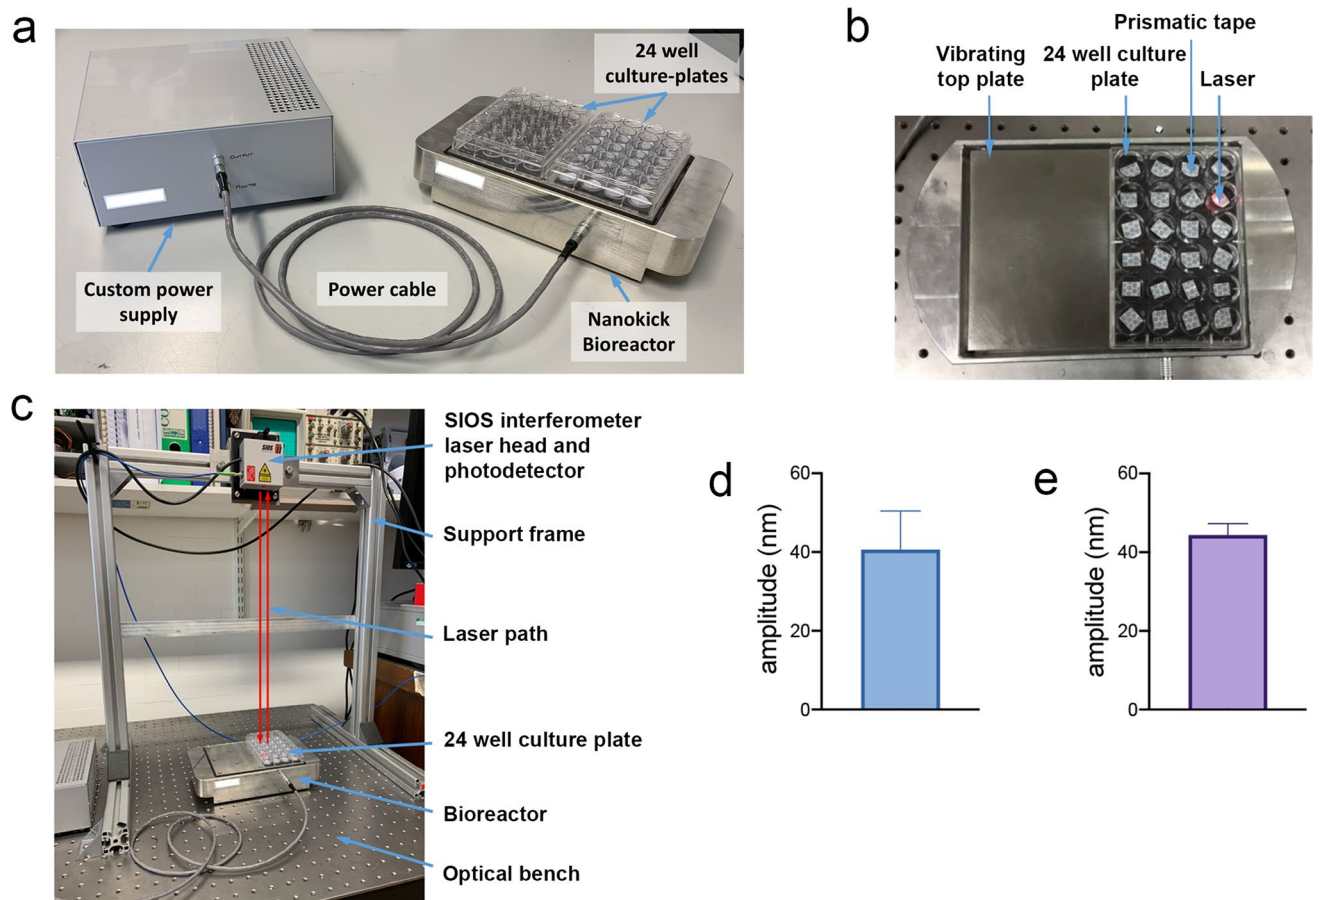 a
24 well
culture-plates
OUTPUT
Custom power
supply
Power cable
Nanokick
Bioreactor
b
Prismatic tape
Vibrating
top plate
24 well culture
plate
Laser
A
B
D
c
SIOS interferometer
laser head and
photodetector
SIOS
Support frame
Laser path
24 well culture plate
Bioreactor
Optical bench
d
60
40
20
0
amplitude (nm)
e
60
40
20
0
amplitude (nm)